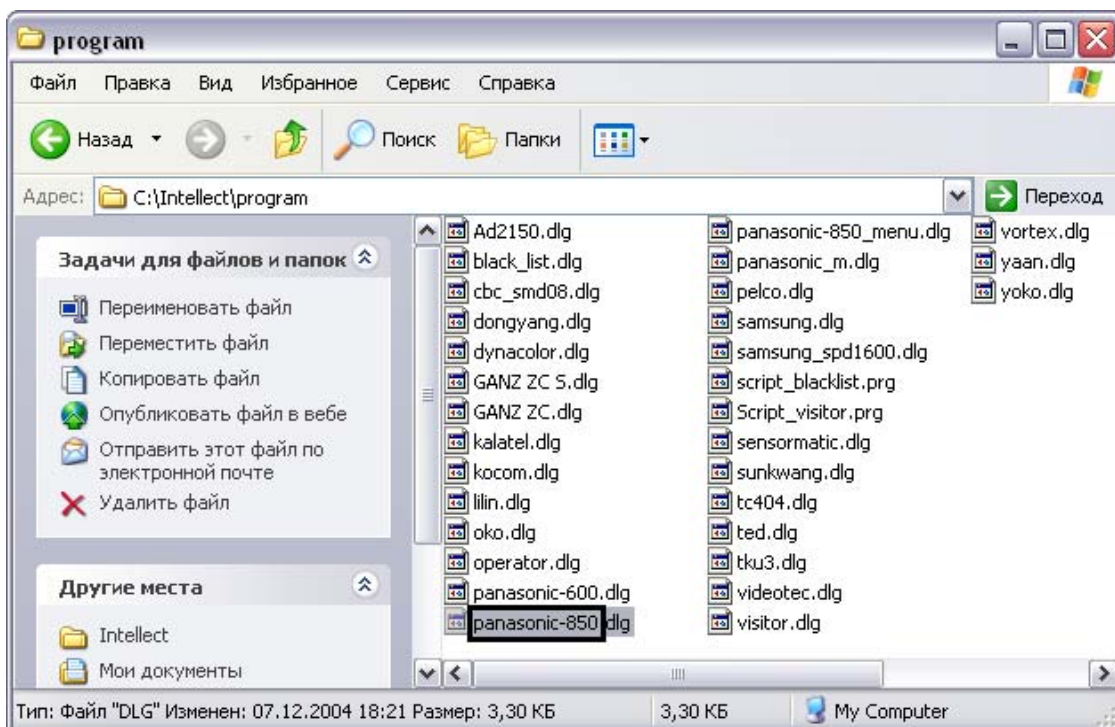 program
Файл Правка Вид Избранное Сервис Справка
Назад Поиск Папки
Адрес: C:\Intellect\program Переход
Задачи для файлов и папок
Переименовать файл
Переместить файл
Копировать файл
Опубликовать файл в вебе
Отправить этот файл по
электронной почте
Удалить файл
Другие места
Intellect
Мои документы
Ad2150.dlg
black_list.dlg
cbc_smd08.dlg
dongyang.dlg
dynacolor.dlg
GANZ ZC S.dlg
GANZ ZC.dlg
kalatel.dlg
kocom.dlg
lilin.dlg
oko.dlg
operator.dlg
panasonic-600.dlg
panasonic-850.dlg
panasonic-850_menu.dlg
panasonic_m.dlg
pelco.dlg
samsung.dlg
samsung_spd1600.dlg
script_blacklist.prg
Script_visitor.prg
sensormatic.dlg
sunkwang.dlg
tc404.dlg
ted.dlg
tku3.dlg
videotec.dlg
visitor.dlg
vortex.dlg
yaan.dlg
yoko.dlg
Тип: Файл "DLG" Изменен: 07.12.2004 18:21 Размер: 3,30 КБ 3,30 КБ My Computer